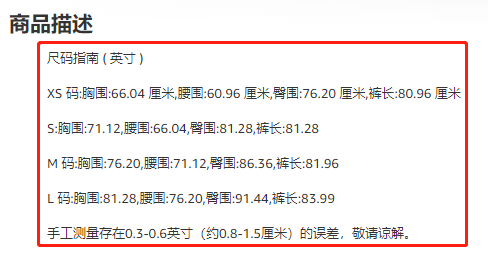 商品描述
尺码指南 ( 英寸 )
XS 码:胸围:66.04 厘米,腰围:60.96 厘米,臀围:76.20 厘米,裤长:80.96 厘米
S:胸围:71.12,腰围:66.04,臀围:81.28,裤长:81.28
M 码:胸围:76.20,腰围:71.12,臀围:86.36,裤长:81.96
L 码:胸围:81.28,腰围:76.20,臀围:91.44,裤长:83.99
手工测量存在0.3-0.6英寸（约0.8-1.5厘米）的误差，敬请谅解。